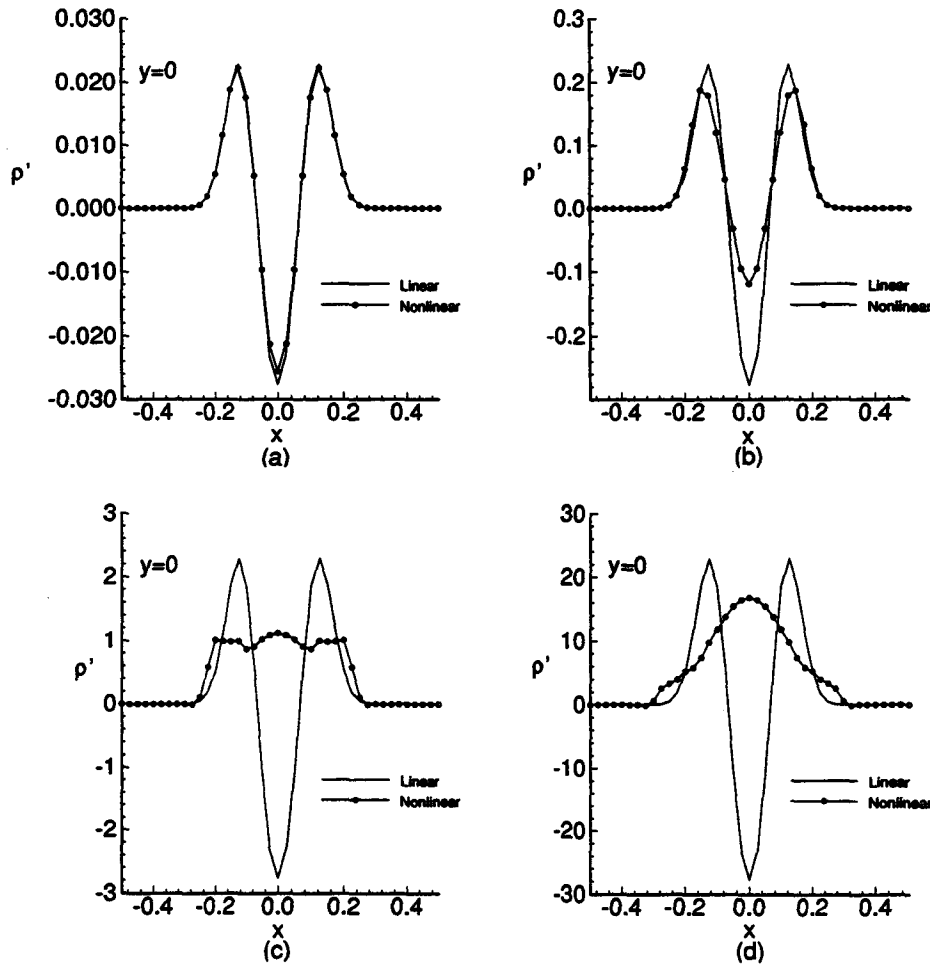 0.030
0.020
0.010
0.000
-0.010
-0.020
-0.030
y=0
ρ'
Linear
Nonlinear
-0.4 -0.2 0.0 0.2 0.4
x
(a)
0.3
0.2
0.1
0.0
-0.1
-0.2
y=0
ρ'
Linear
Nonlinear
-0.4 -0.2 0.0 0.2 0.4
x
(b)
3
2
1
0
-1
-2
-3
y=0
ρ'
Linear
Nonlinear
-0.4 -0.2 0.0 0.2 0.4
x
(c)
30
20
10
0
-10
-20
-30
y=0
ρ'
Linear
Nonlinear
-0.4 -0.2 0.0 0.2 0.4
x
(d)